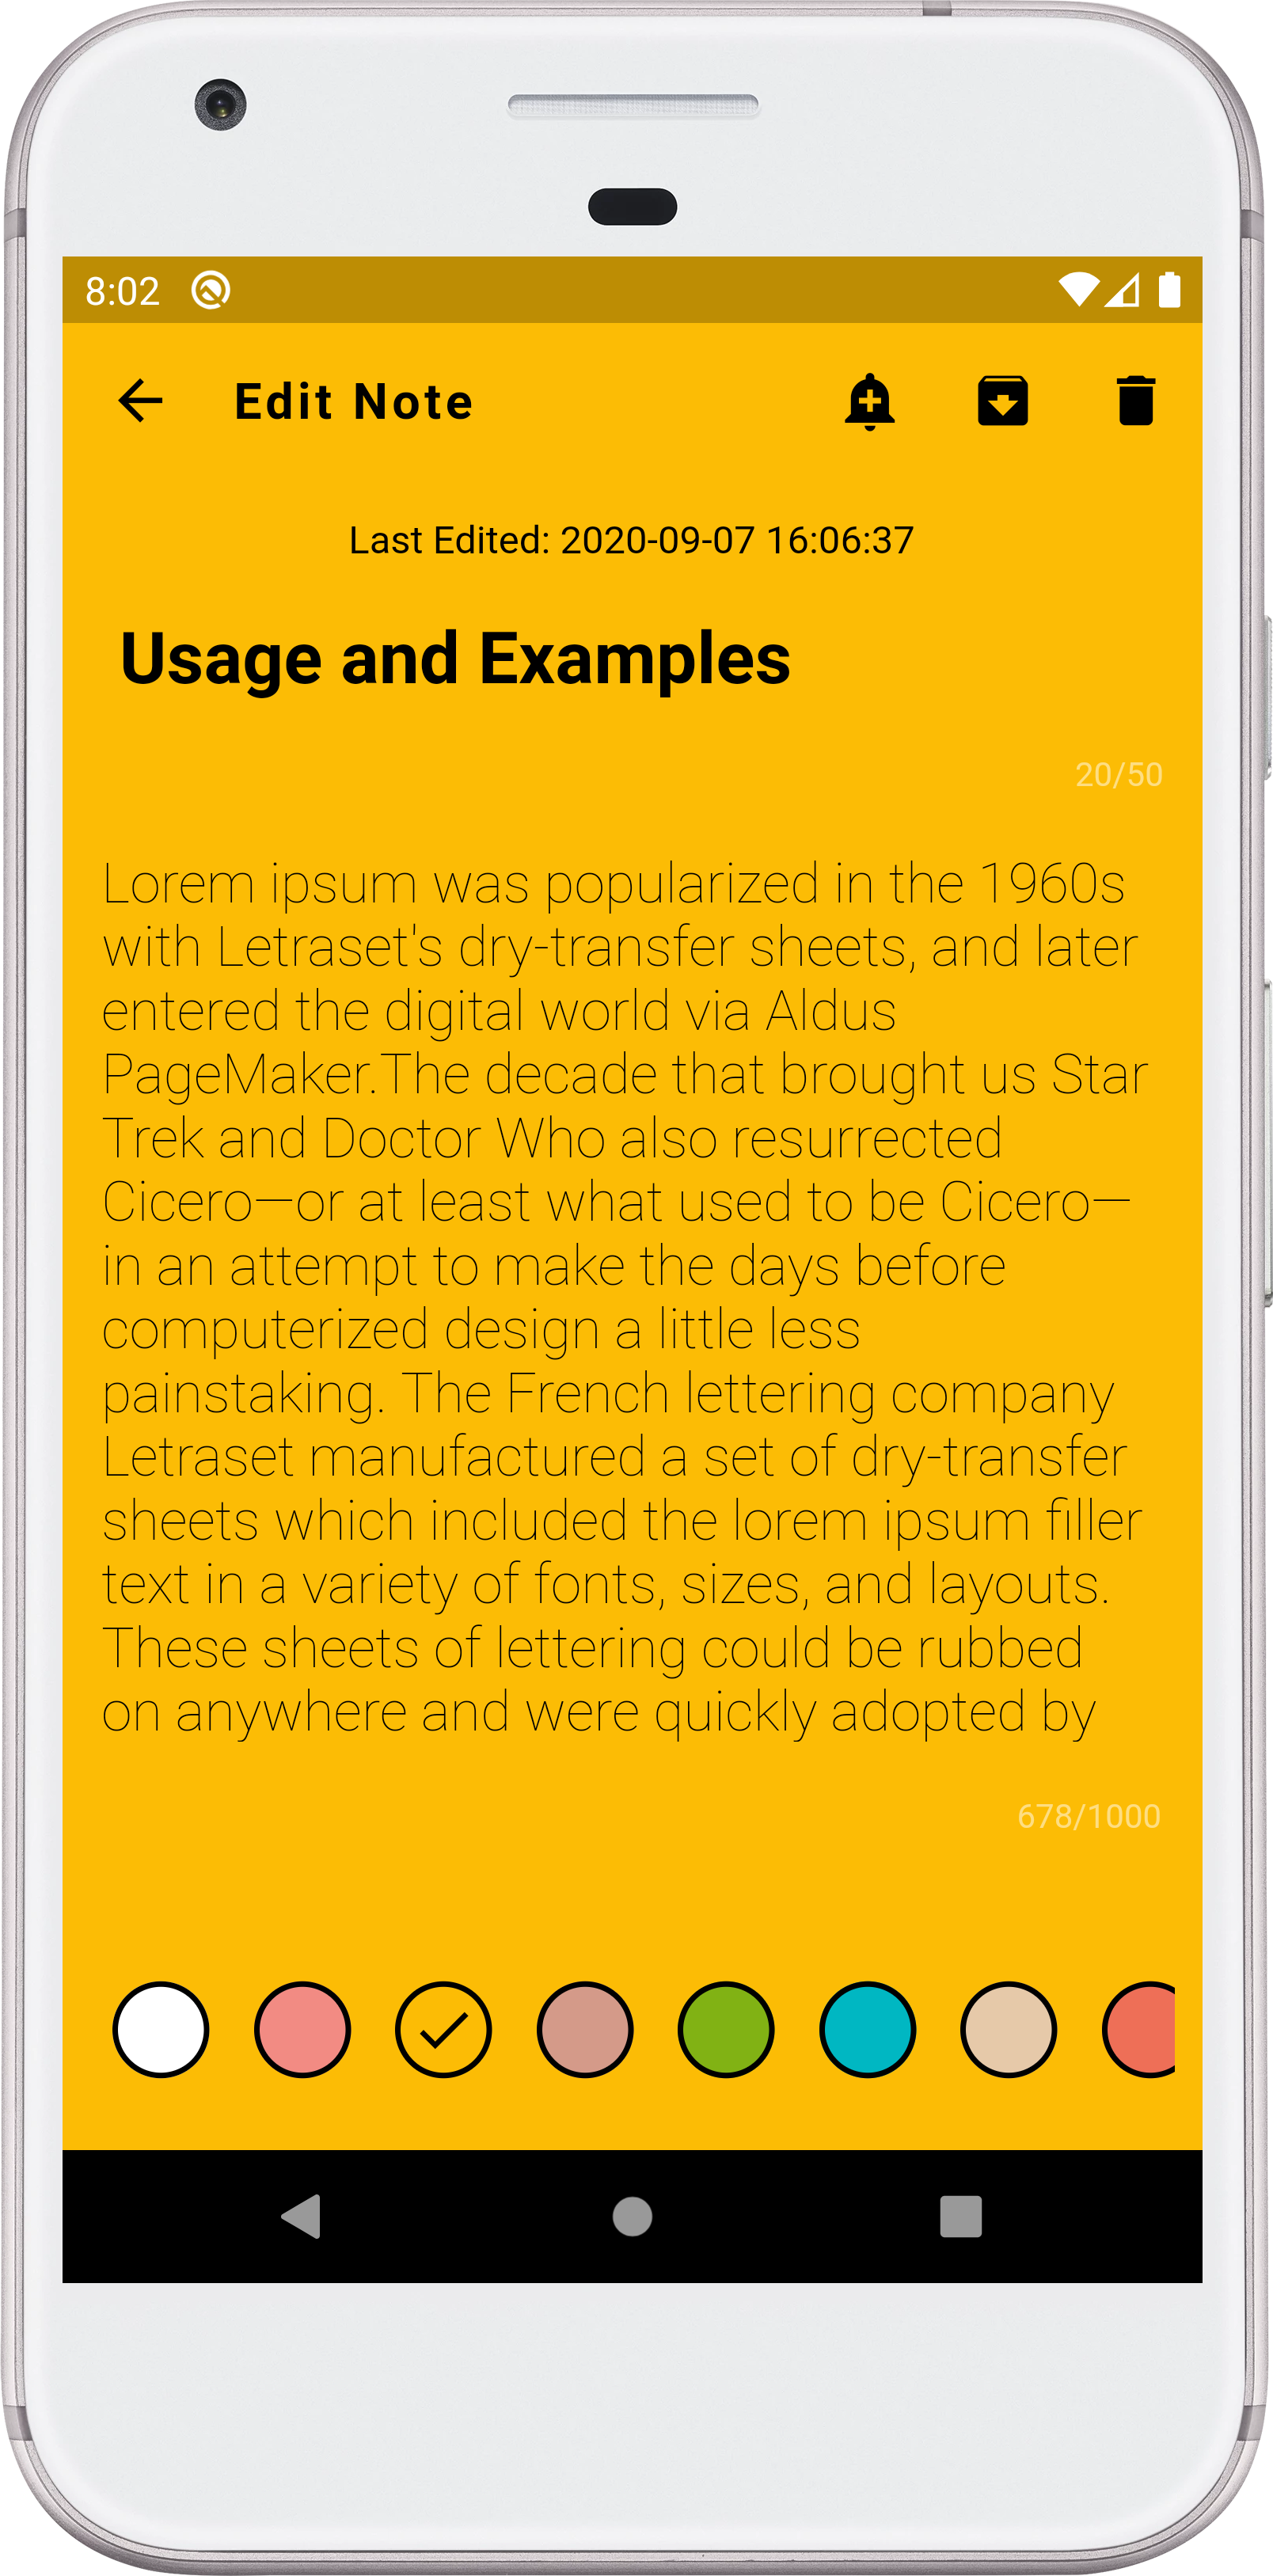 8:02
Edit Note
Last Edited: 2020-09-07 16:06:37
Usage and Examples
20/50
Lorem ipsum was popularized in the 1960s
with Letraset's dry-transfer sheets, and later
entered the digital world via Aldus
PageMaker.The decade that brought us Star
Trek and Doctor Who also resurrected
Cicero—or at least what used to be Cicero—
in an attempt to make the days before
computerized design a little less
painstaking. The French lettering company
Letraset manufactured a set of dry-transfer
sheets which included the lorem ipsum filler
text in a variety of fonts, sizes, and layouts.
These sheets of lettering could be rubbed
on anywhere and were quickly adopted by
678/1000